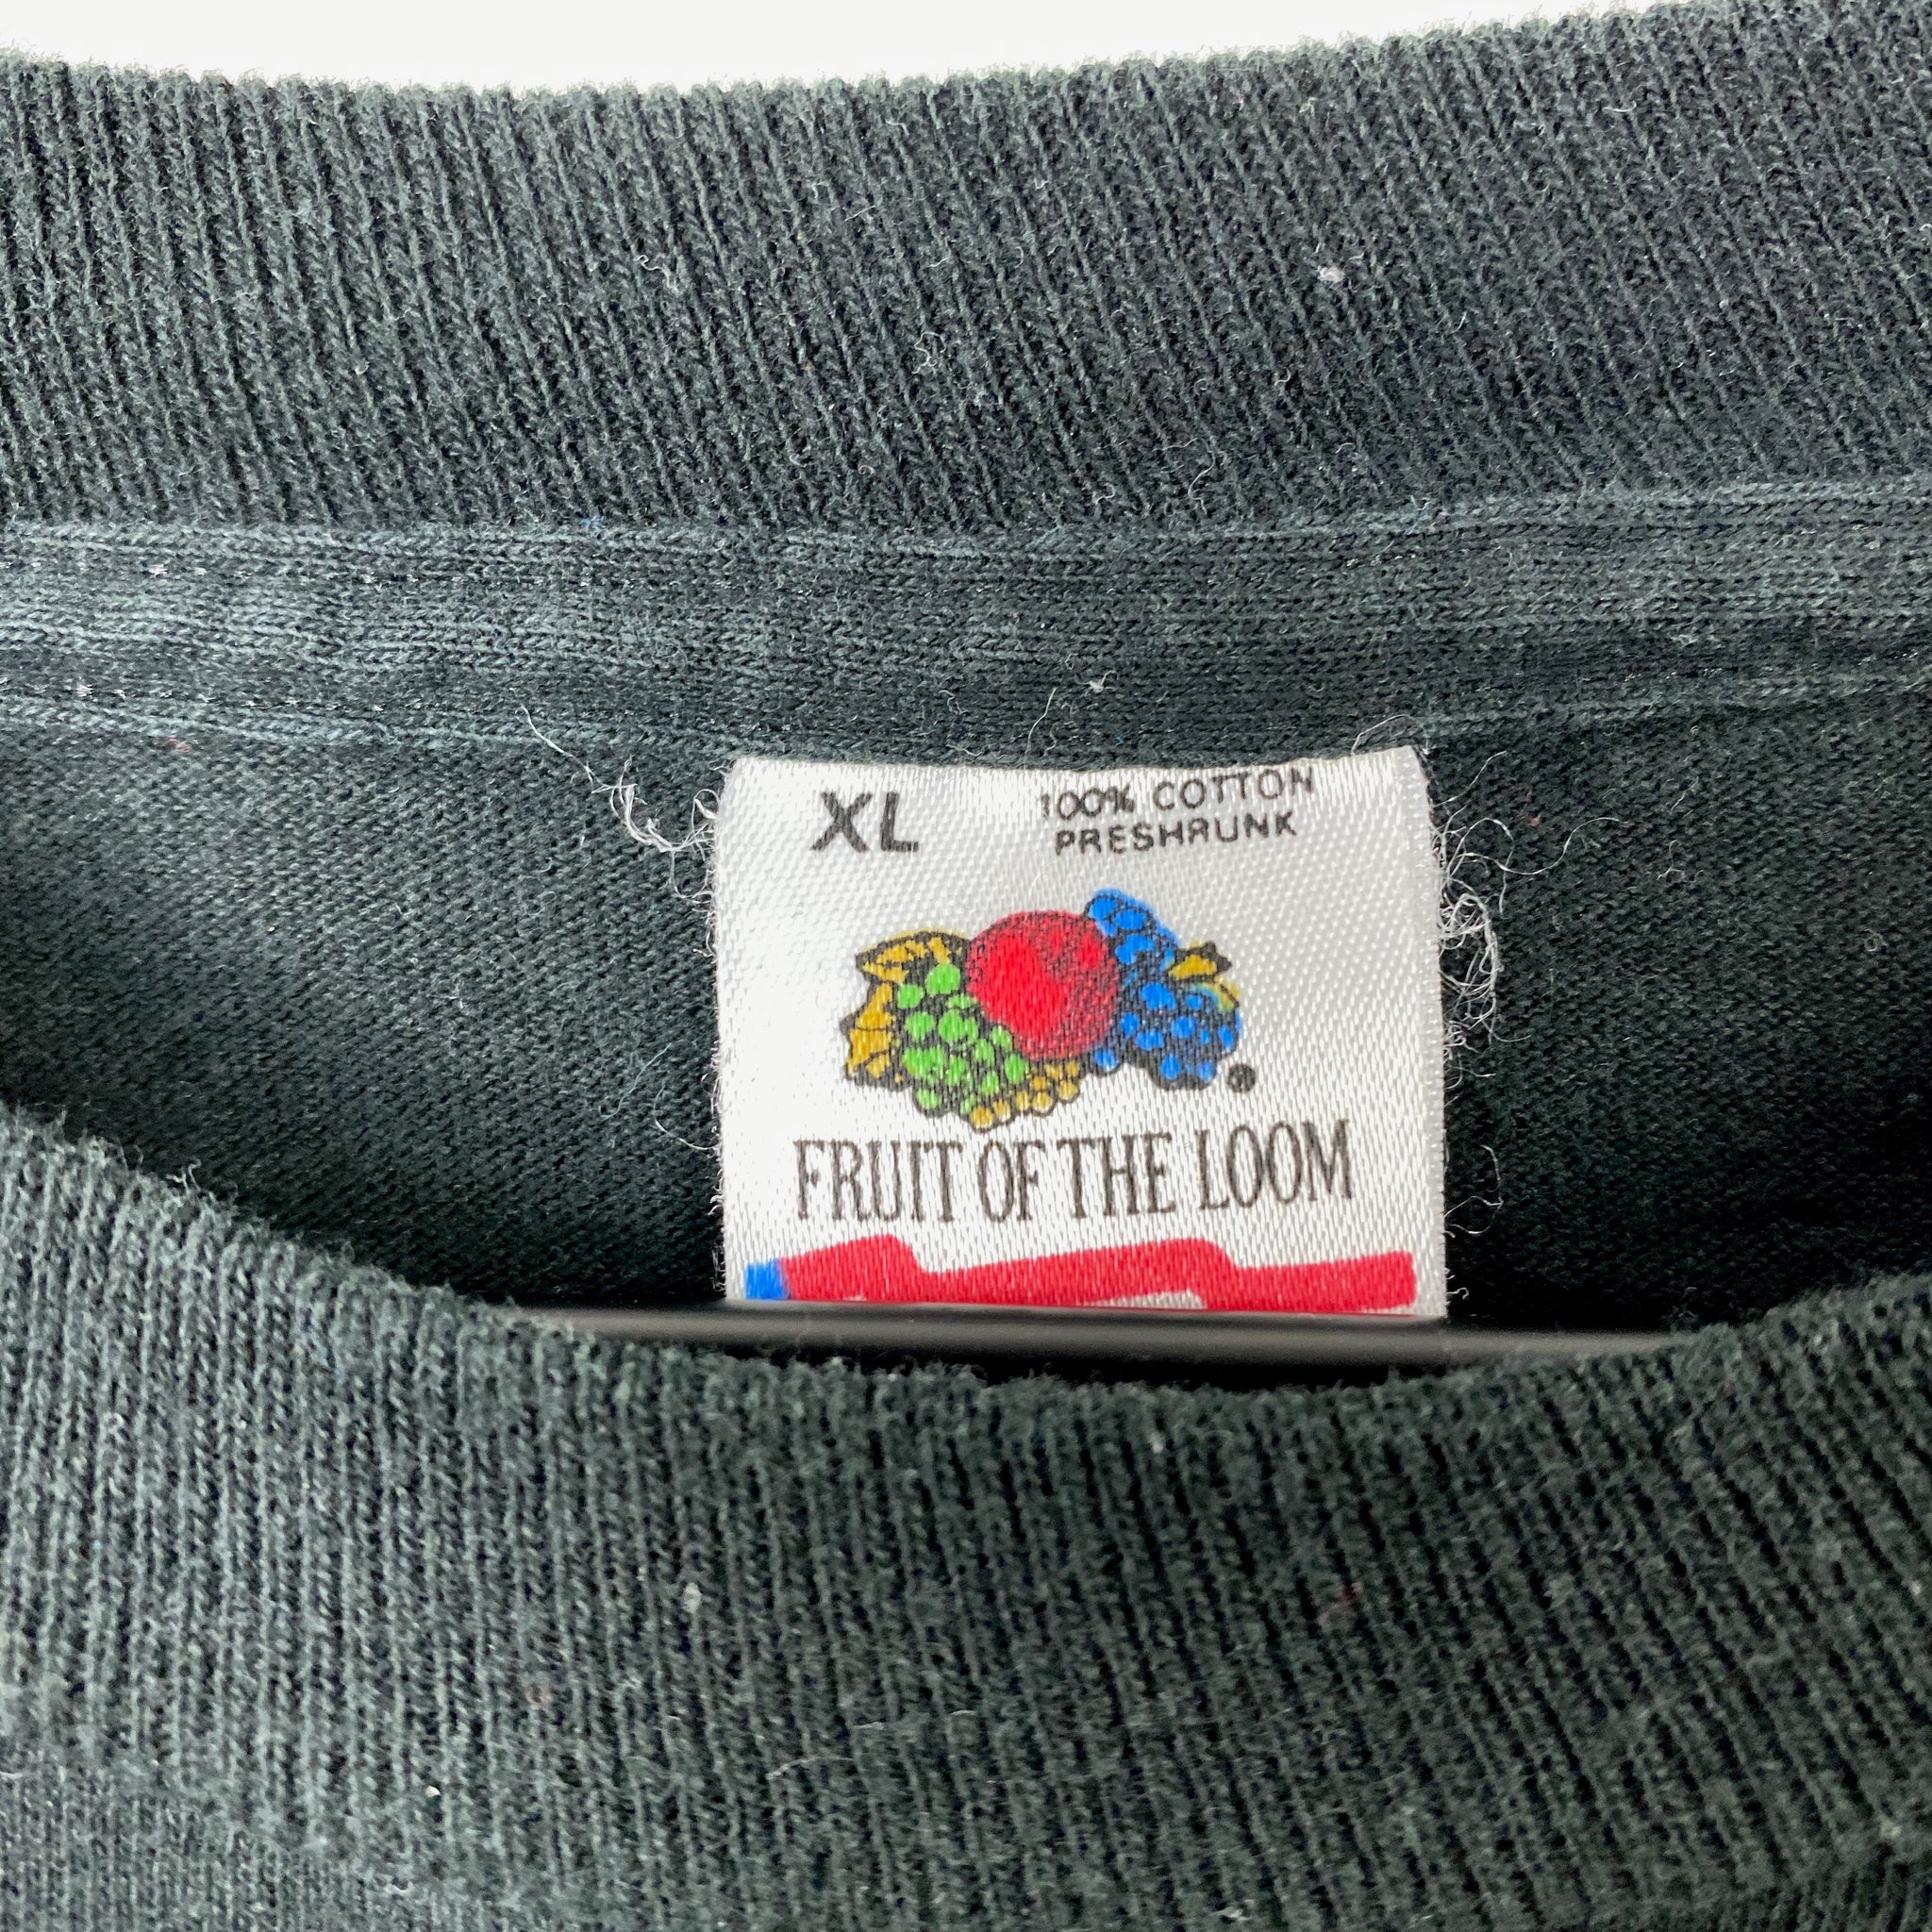 XL
100% COTTON
PRESHRUNK
®
FRUIT OF THE LOOM